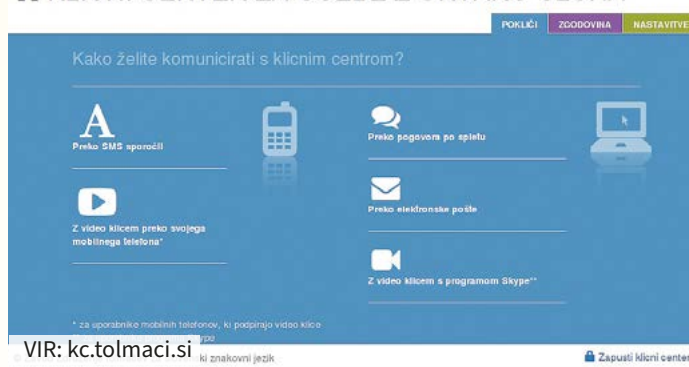 POKLIČI ZGODOVINA NASTAVITVE
Kako želite komunicirati s klicnim centrom?
A
Preko SMS sporočil
Z video klicem preko svojega
mobilnega telefona*
Preko pogovora po spletu
Preko elektronske pošte
Z video klicem s programom Skype**
* za uporabnike mobilnih telefonov, ki podpirajo video klice
VIR: kc.tolmaci.si
ki znakovni jezik
Zapusti klicni center